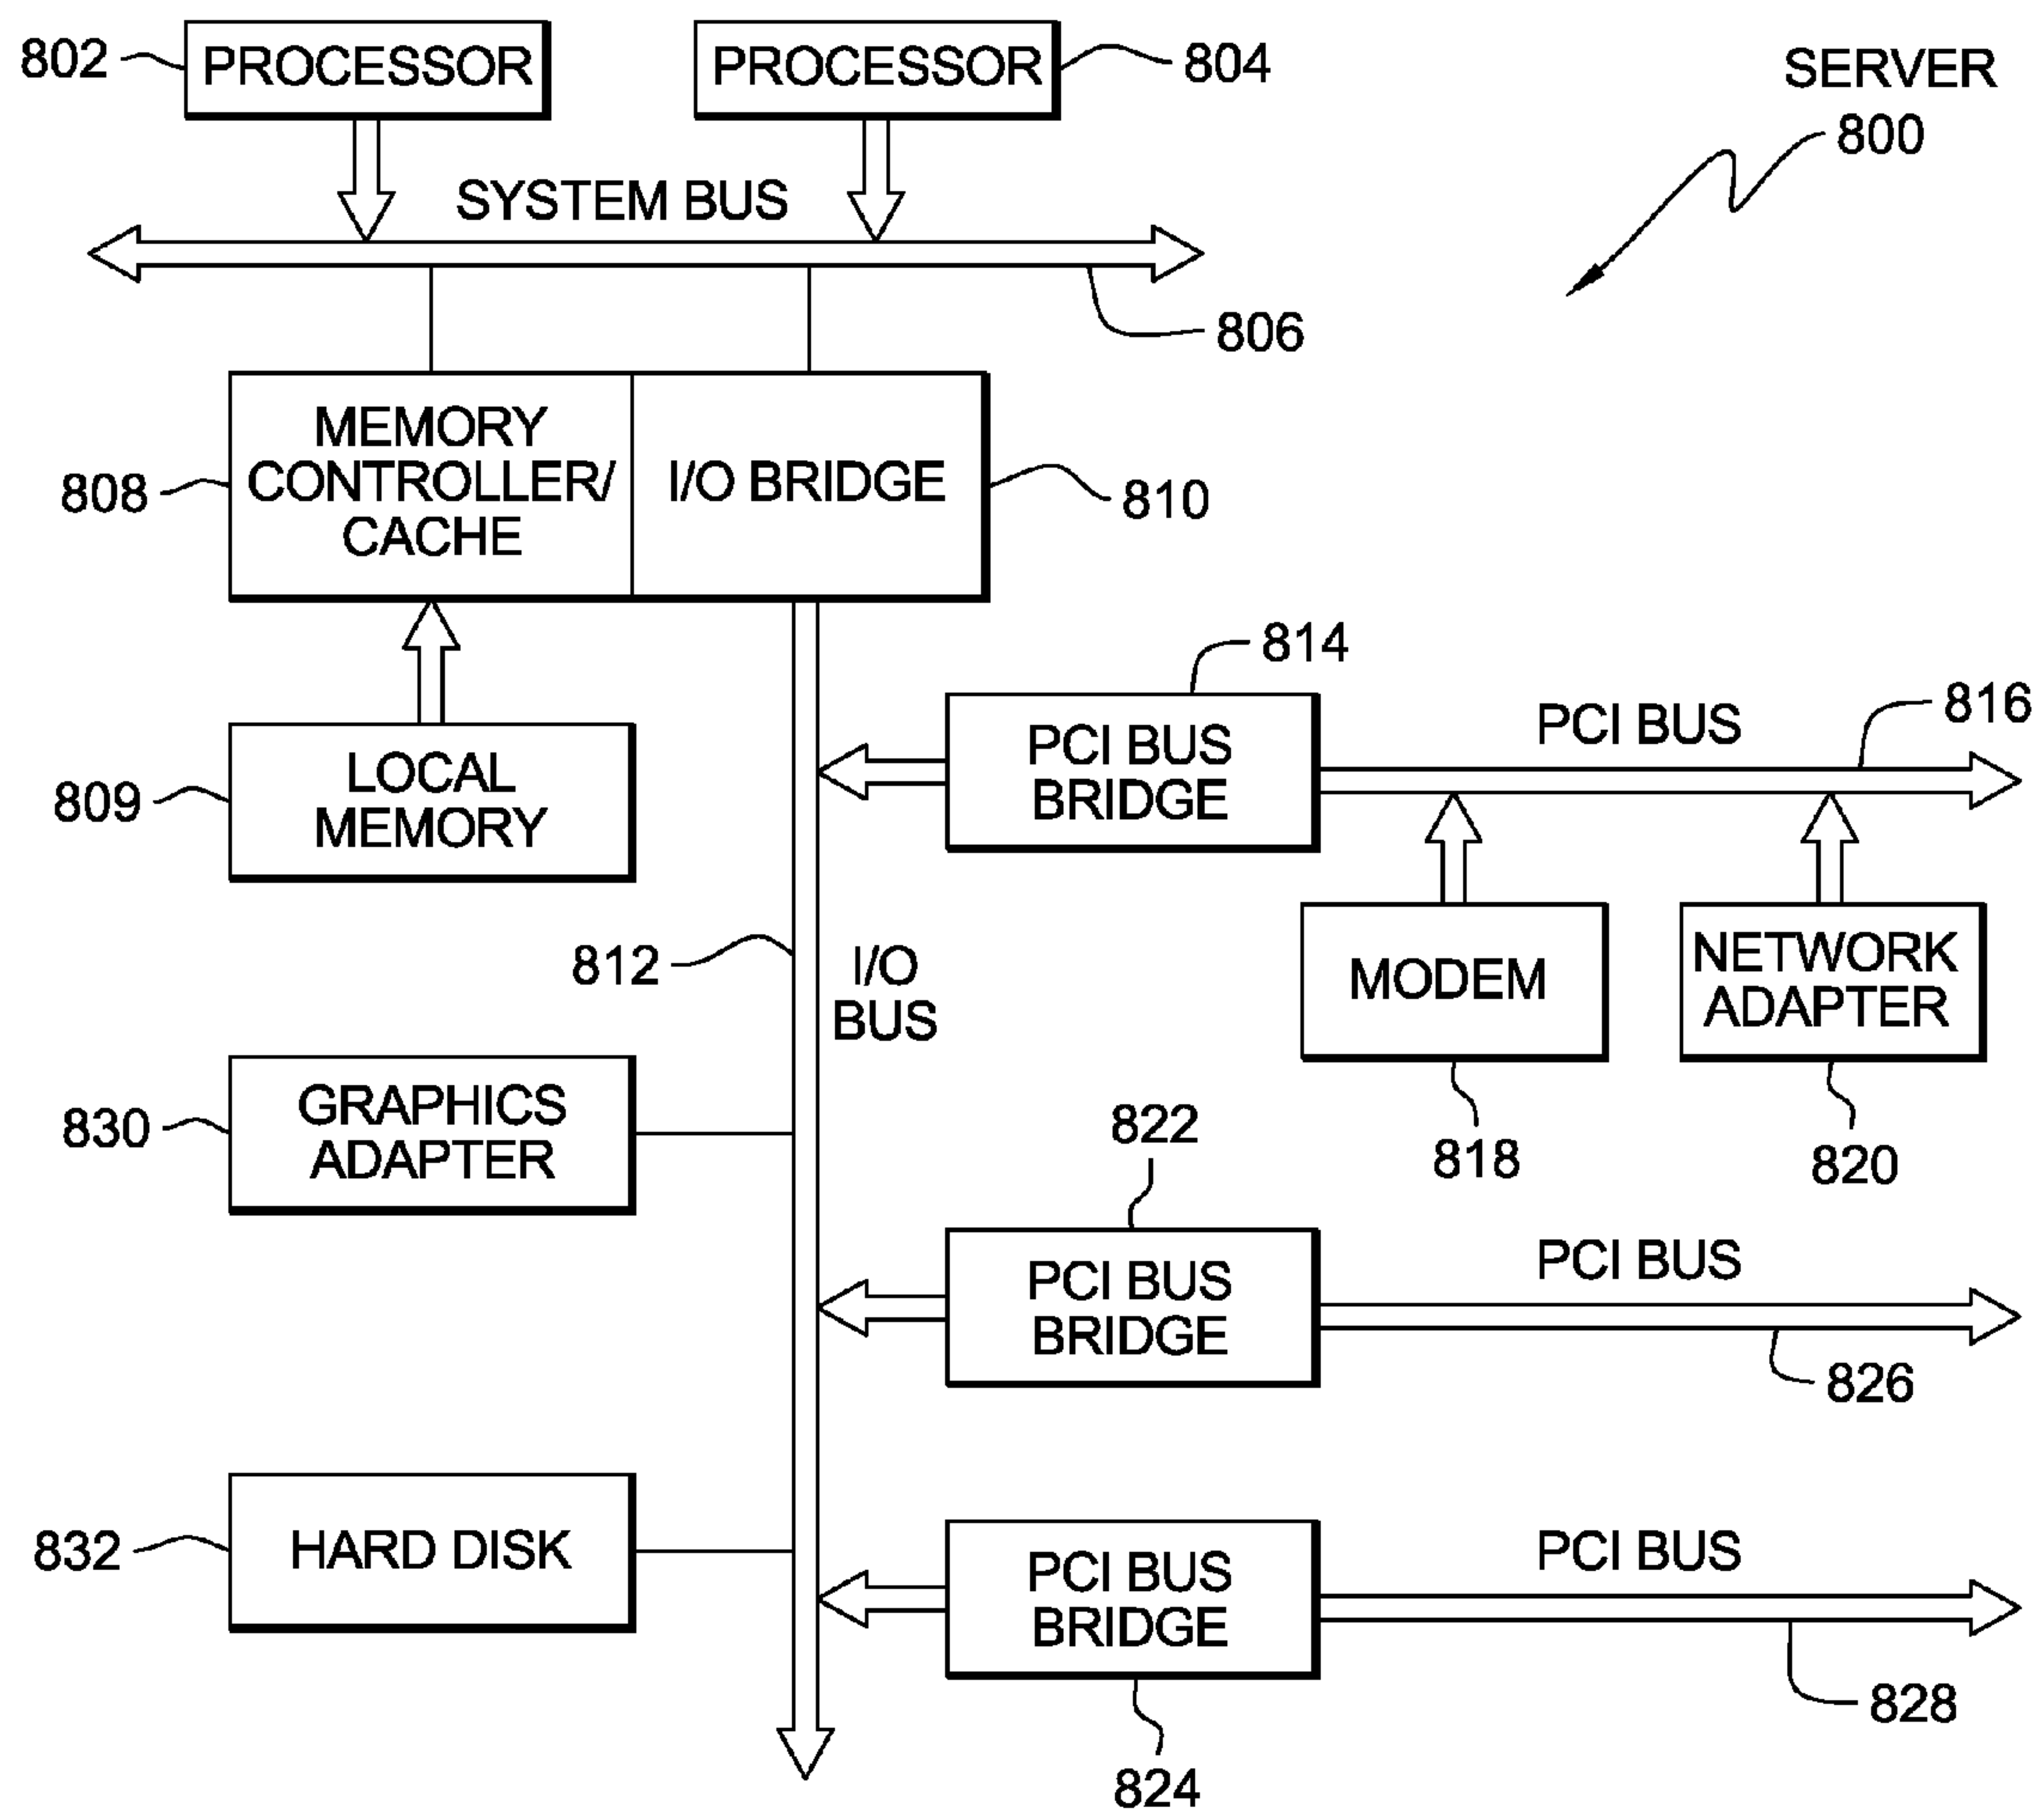 802
PROCESSOR
PROCESSOR
804
SERVER
800
SYSTEM BUS
806
808
MEMORY
CONTROLLER/
CACHE
I/O BRIDGE
810
809
LOCAL
MEMORY
814
PCI BUS
BRIDGE
PCI BUS
816
812
I/O
BUS
MODEM
818
NETWORK
ADAPTER
820
830
GRAPHICS
ADAPTER
822
PCI BUS
BRIDGE
PCI BUS
826
832
HARD DISK
PCI BUS
BRIDGE
824
PCI BUS
828